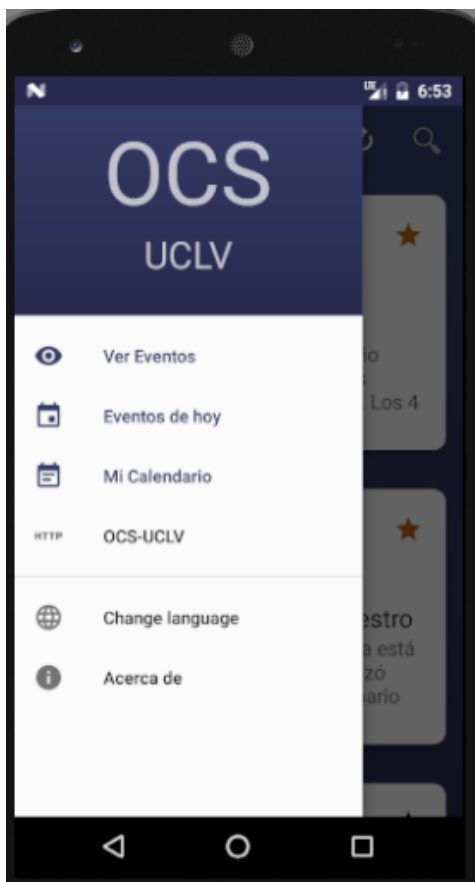 LTE 6:53
OCS
UCLV
Ver Eventos
Eventos de hoy
Mi Calendario
HTTP OCS-UCLV
Change language
Acerca de
Los 4
estro
a está
zó